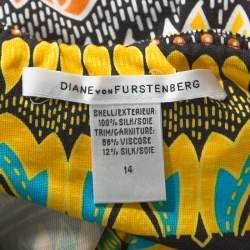 DIANE VON FURSTENBERG
SHELL/EXTERIEUR:
100% SILK/SOIE
TRIM/GARNITURE:
88% VISCOSE
12% SILK/SOIE
14